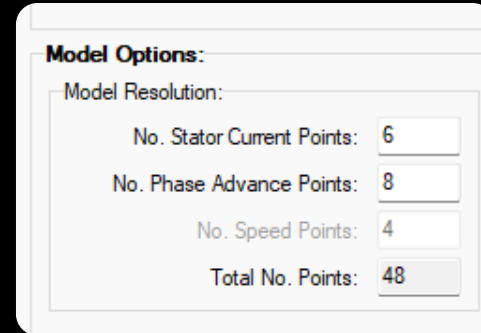 Model Options:
Model Resolution:
No. Stator Current Points: 6
No. Phase Advance Points: 8
No. Speed Points: 4
Total No. Points: 48